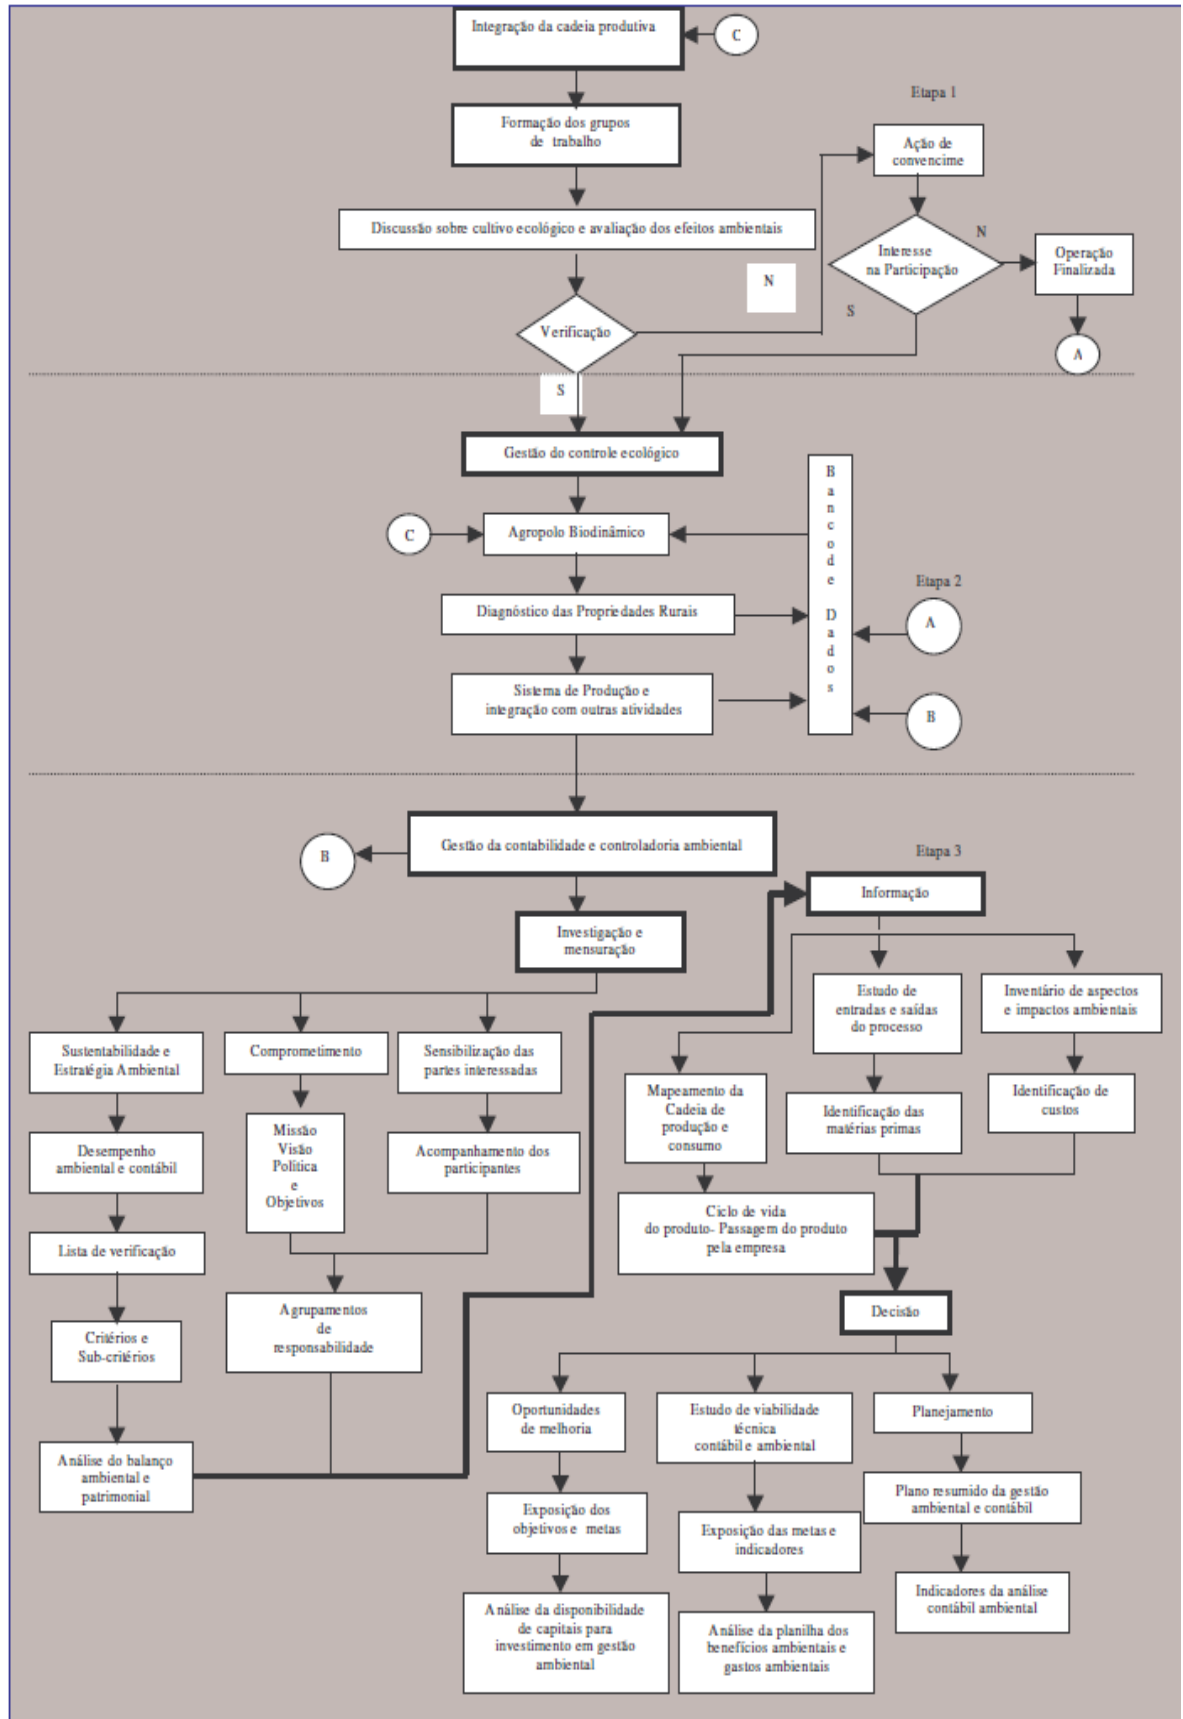 Integração da cadeia produtiva
C
Etapa 1
Formação dos grupos
de trabalho
Ação de
convencime
Discussão sobre cultivo ecológico e avaliação dos efeitos ambientais
N
Interesse
na Participação
Operação
Finalizada
N
S
Verificação
A
S
Gestão do controle ecológico
B
a
n
c
o
d
e
D
a
d
o
s
C
Agropolo Biodinâmico
Etapa 2
Diagnóstico das Propriedades Rurais
A
Sistema de Produção e
integração com outras atividades
B
Gestão da contabilidade e controladoria ambiental
B
Etapa 3
Informação
Investigação e
mensuração
Estudo de
entradas e saídas
do processo
Inventário de aspectos
e impactos ambientais
Sustentabilidade e
Estratégia Ambiental
Comprometimento
Sensibilização das
partes interessadas
Mapeamento da
Cadeia de
produção e
consumo
Identificação das
matérias primas
Identificação de
custos
Desempenho
ambiental e contábil
Missão
Visão
Política
e
Objetivos
Acompanhamento dos
participantes
Ciclo de vida
do produto- Passagem do produto
pela empresa
Lista de verificação
Agrupamentos
de
responsabilidade
Decisão
Critérios e
Sub-critérios
Oportunidades
de melhoria
Estudo de viabilidade
técnica
contábil e ambiental
Planejamento
Análise do balanço
ambiental e
patrimonial
Exposição dos
objetivos e metas
Exposição das metas e
indicadores
Plano resumido da gestão
ambiental e contábil
Análise da disponibilidade
de capitais para
investimento em gestão
ambiental
Análise da planilha dos
benefícios ambientais e
gastos ambientais
Indicadores da análise
contábil ambiental